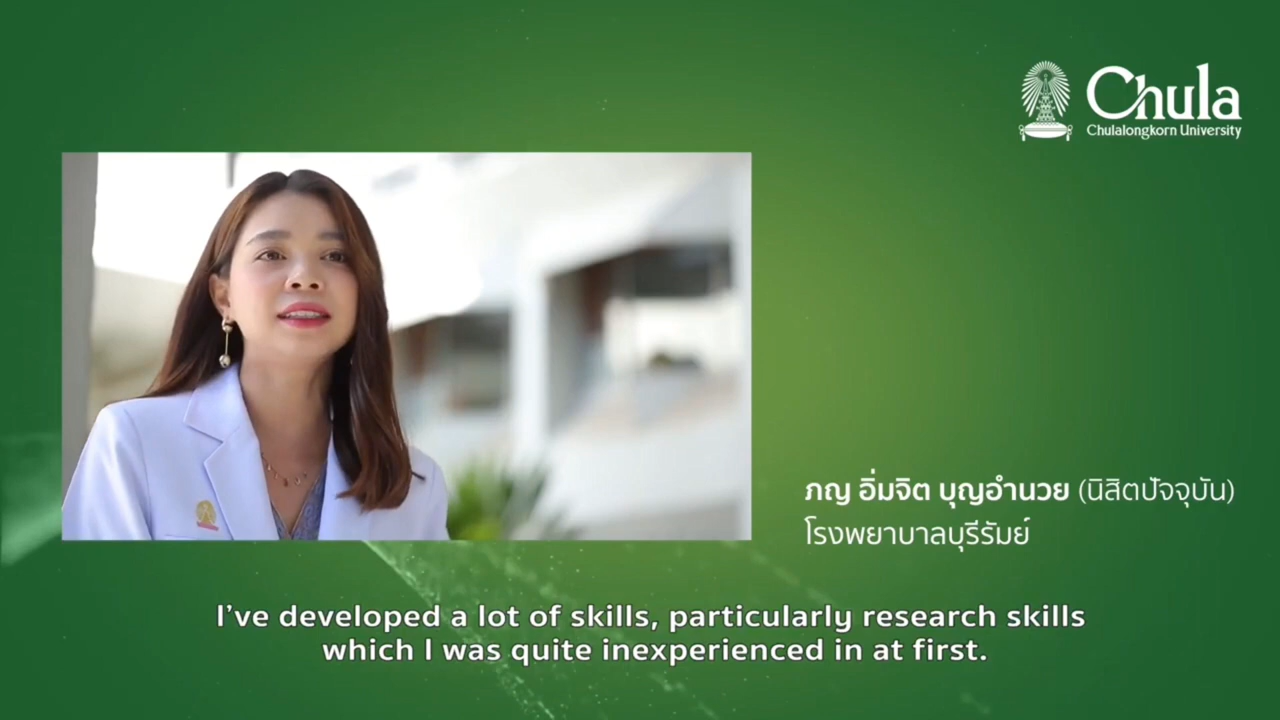 Chula
Chulalongkorn University
ภญ อิ่มจิต บุญอำนวย (นิสิตปัจจุบัน)
โรงพยาบาลบุรีรัมย์
I've developed a lot of skills, particularly research skills
which I was quite inexperienced in at first.